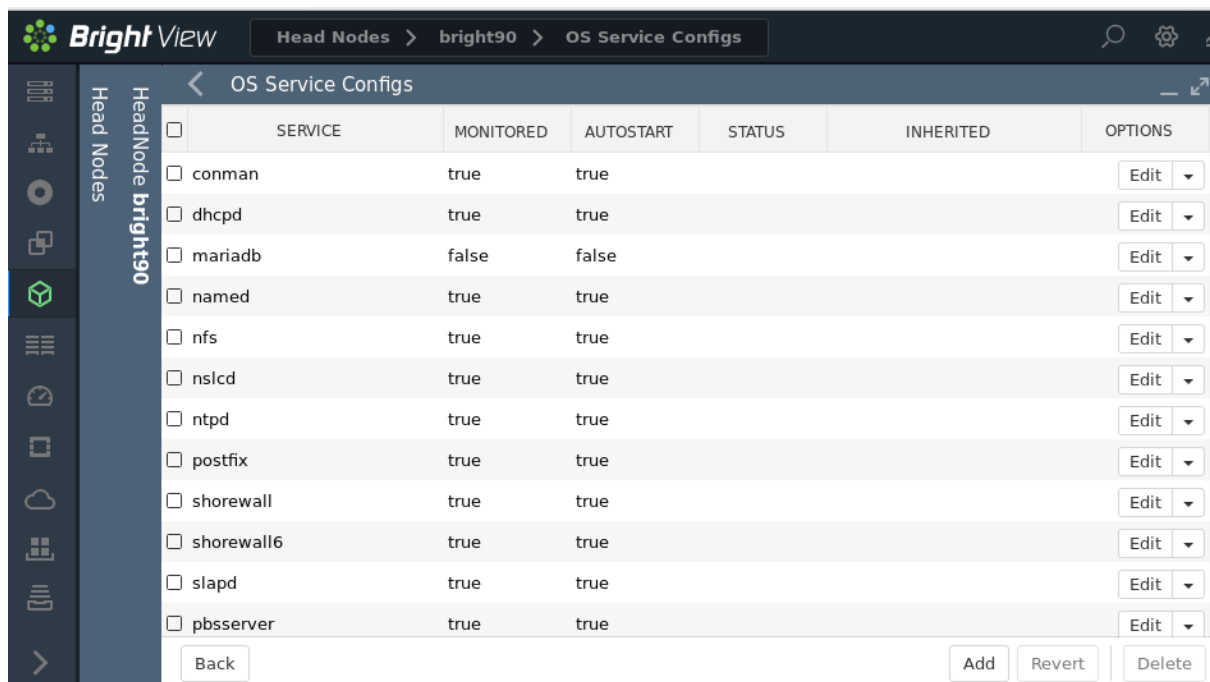 Bright View Head Nodes > bright90 > OS Service Configs
Head Nodes
HeadNode bright90
OS Service Configs
SERVICE MONITORED AUTOSTART STATUS INHERITED OPTIONS
conman true true Edit
dhcpd true true Edit
mariadb false false Edit
named true true Edit
nfs true true Edit
nslcd true true Edit
ntpd true true Edit
postfix true true Edit
shorewall true true Edit
shorewall6 true true Edit
slapd true true Edit
pbsserver true true Edit
Back Add Revert Delete